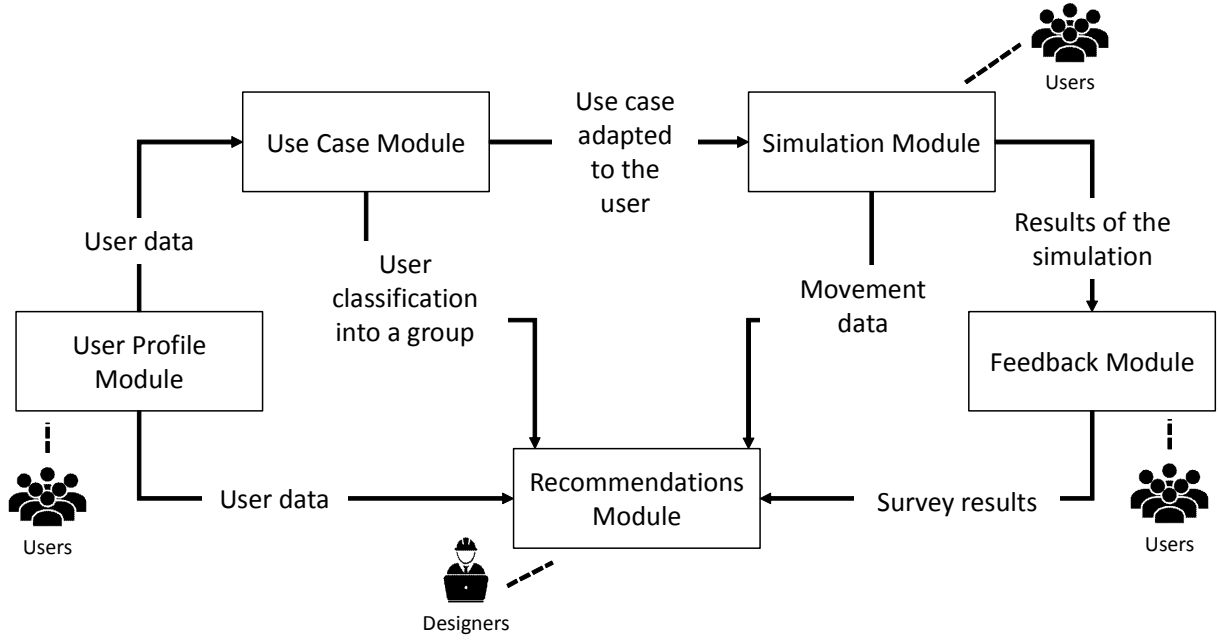 Users
Use Case Module
Use case
adapted
to the
user
Simulation Module
User data
User
classification
into a group
Movement
data
Results of the
simulation
User Profile
Module
Feedback Module
Users
User data
Recommendations
Module
Survey results
Users
Designers